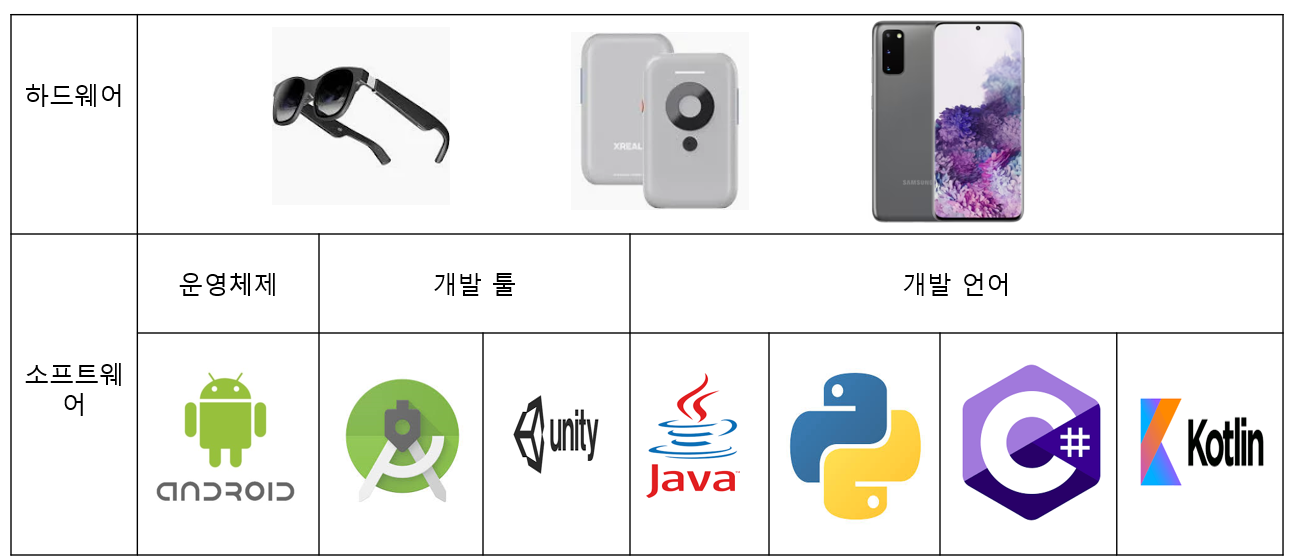 하드웨어
XREAL
SAMSUNG
운영체제
개발 툴
개발 언어
소프트웨
어
ANDROID
unity
Java
C#
Kotlin